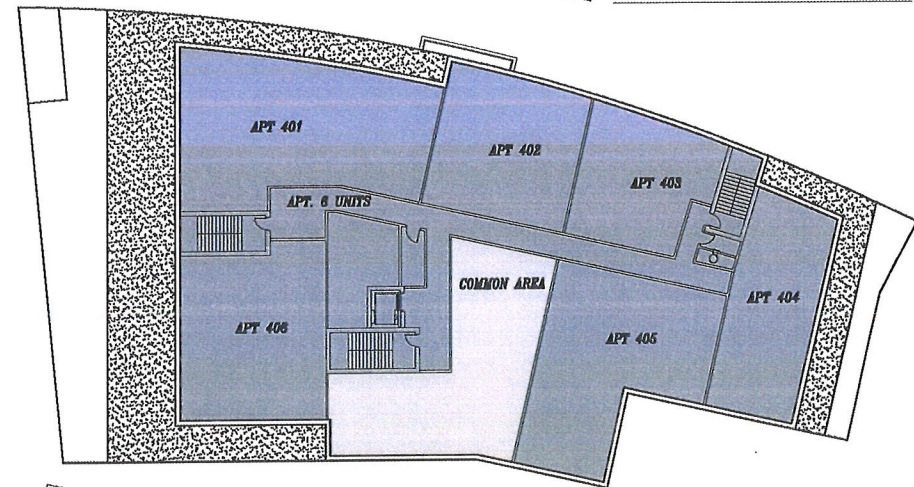 APT 401
APT 402
APT 403
APT. 6 UNITS
COMMON AREA
APT 404
APT 406
APT 405